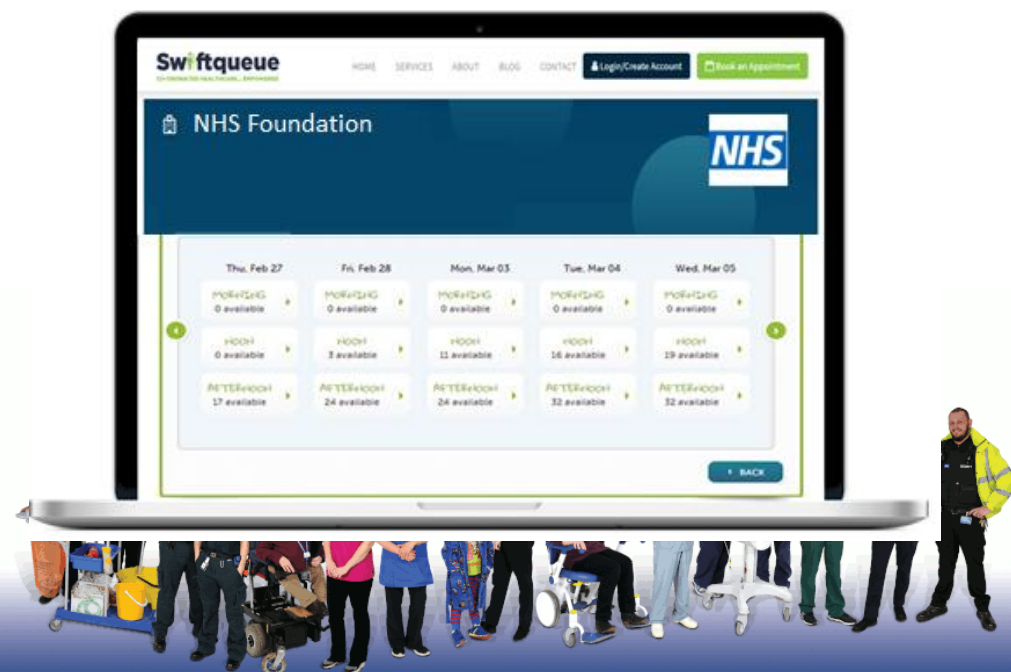 Swiftqueue
HOME SERVICES ABOUT BLOG CONTACT Login/Create Account Book an Appointment
NHS Foundation
NHS
Thu, Feb 27 Fri, Feb 28 Mon, Mar 03 Tue, Mar 04 Wed, Mar 05
MORNING MORNING MORNING MORNING MORNING
0 available 0 available 0 available 0 available 0 available
NOON NOON NOON NOON NOON
0 available 3 available 11 available 16 available 19 available
AFTERNOON AFTERNOON AFTERNOON AFTERNOON AFTERNOON
17 available 24 available 24 available 32 available 32 available
BACK